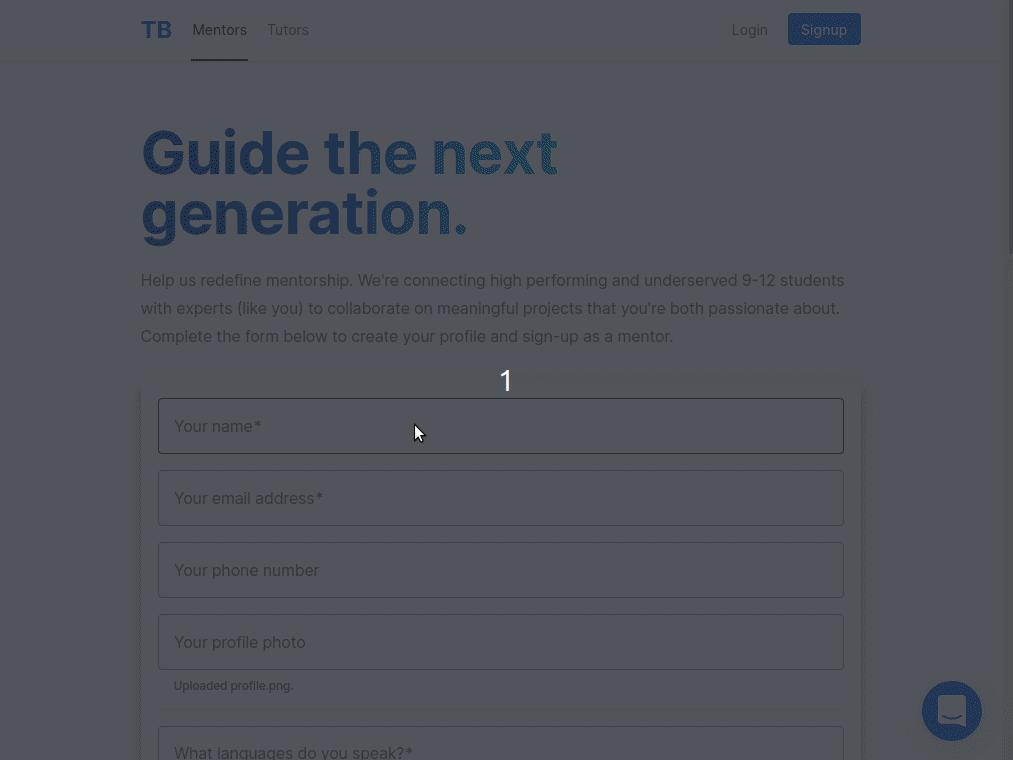 TB Mentors Tutors Login Signup
Guide the next
generation.
Help us redefine mentorship. We're connecting high performing and underserved 9-12 students
with experts (like you) to collaborate on meaningful projects that you're both passionate about.
Complete the form below to create your profile and sign-up as a mentor.
1
Your name*
Your email address*
Your phone number
Your profile photo
Uploaded profile.png.
What languages do you speak?*